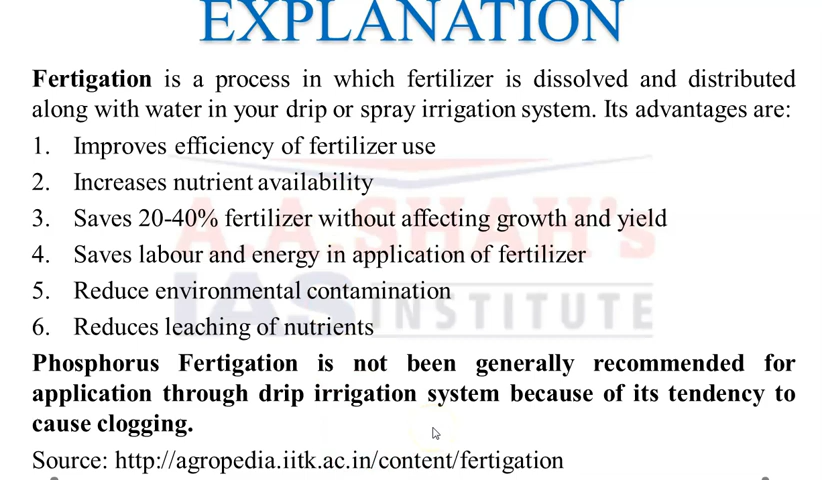 EXPLANATION
Fertigation is a process in which fertilizer is dissolved and distributed
along with water in your drip or spray irrigation system. Its advantages are:
1. Improves efficiency of fertilizer use
2. Increases nutrient availability
3. Saves 20-40% fertilizer without affecting growth and yield
4. Saves labour and energy in application of fertilizer
5. Reduce environmental contamination
6. Reduces leaching of nutrients
Phosphorus Fertigation is not been generally recommended for
application through drip irrigation system because of its tendency to
cause clogging.
Source: http://agropedia.iitk.ac.in/content/fertigation
A.A.SHAH's
IAS INSTITUTE